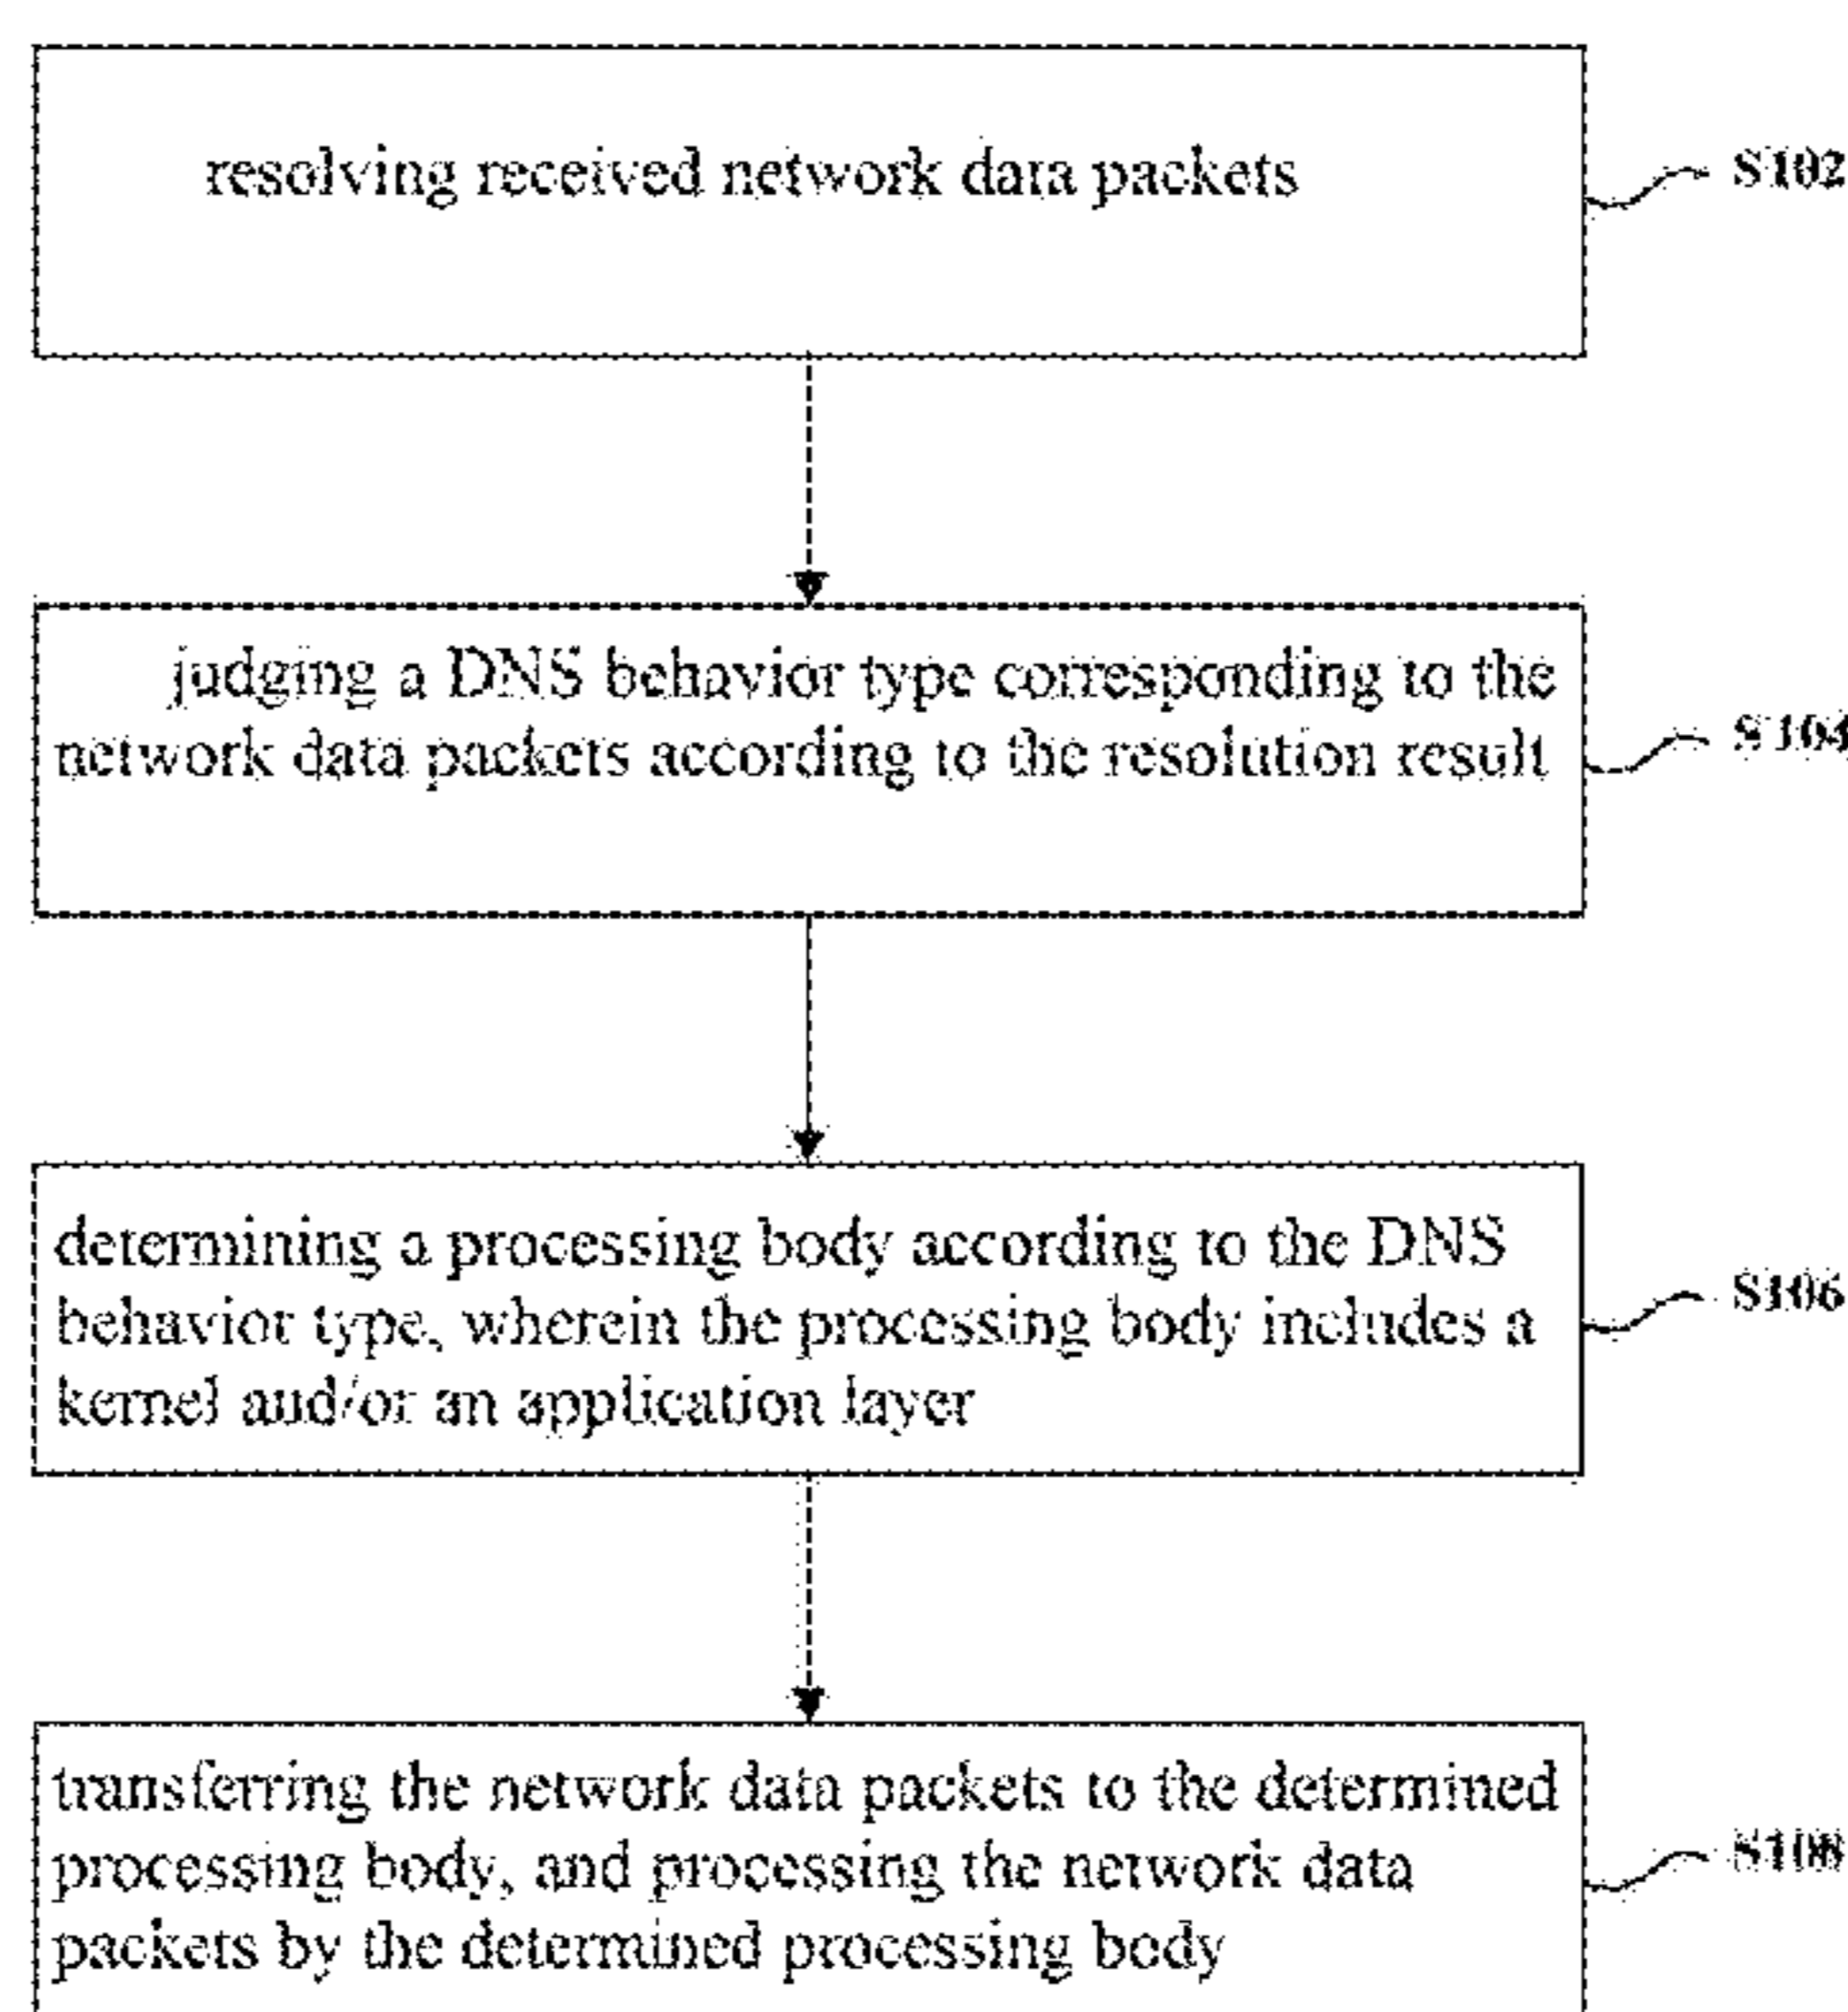 resolving received network data packets
S102
judging a DNS behavior type corresponding to the
network data packets according to the resolution result
S104
determining a processing body according to the DNS
behavior type, wherein the processing body includes a
kernel and/or an application layer
S106
transferring the network data packets to the determined
processing body, and processing the network data
packets by the determined processing body
S108